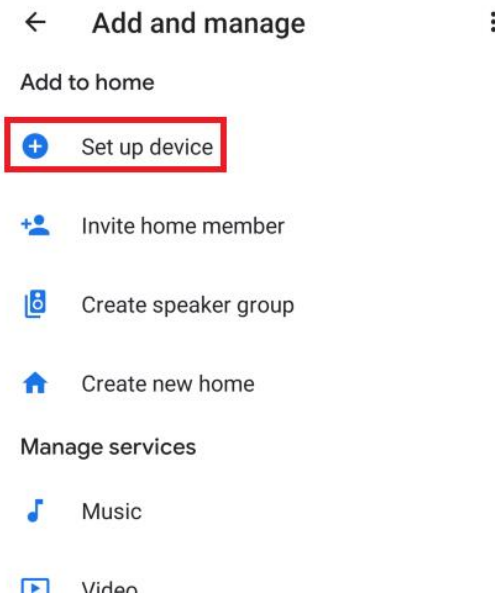 Add and manage
Add to home
Set up device
Invite home member
Create speaker group
Create new home
Manage services
Music
Video